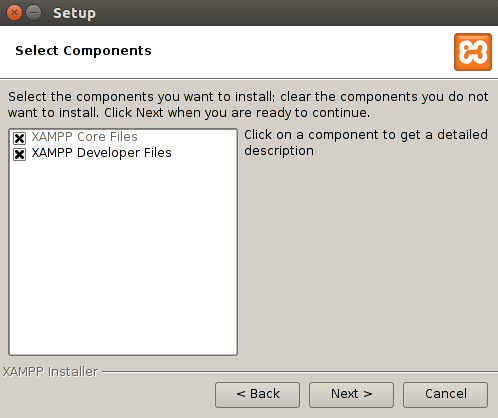 Setup
Select Components
Select the components you want to install; clear the components you do not
want to install. Click Next when you are ready to continue.
XAMPP Core Files
XAMPP Developer Files
Click on a component to get a detailed
description
XAMPP Installer
< Back
Next >
Cancel